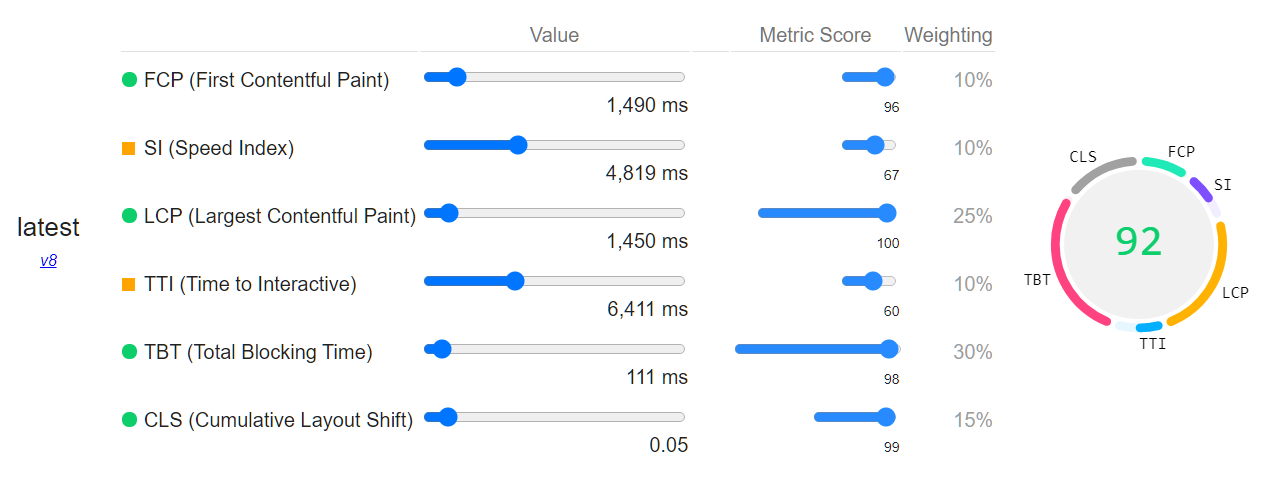 Value Metric Score Weighting
FCP (First Contentful Paint) 10%
1,490 ms 96
SI (Speed Index) 10%
4,819 ms 67
LCP (Largest Contentful Paint) 25%
1,450 ms 100
TTI (Time to Interactive) 10%
6,411 ms 60
TBT (Total Blocking Time) 30%
111 ms 98
CLS (Cumulative Layout Shift) 15%
0.05 99
latest
v8
CLS
FCP
SI
92
TBT
LCP
TTI